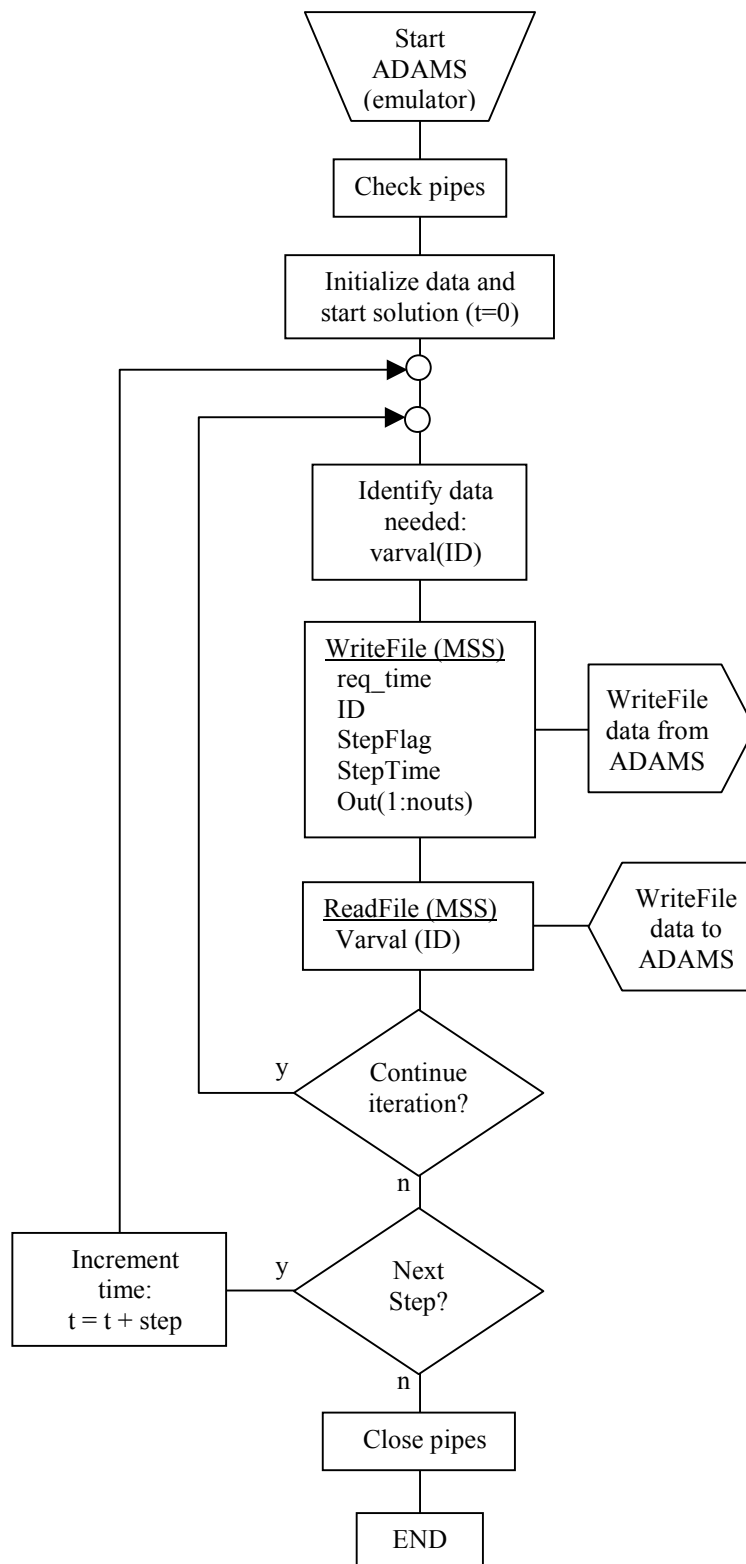 Start
ADAMS
(emulator)
Check pipes
Initialize data and
start solution (t=0)
Identify data
needed:
varval(ID)
WriteFile (MSS)
req_time
ID
StepFlag
StepTime
Out(1:nouts)
WriteFile
data from
ADAMS
ReadFile (MSS)
Varval (ID)
WriteFile
data to
ADAMS
y
Continue
iteration?
n
Increment
time:
t = t + step
y
Next
Step?
n
Close pipes
END